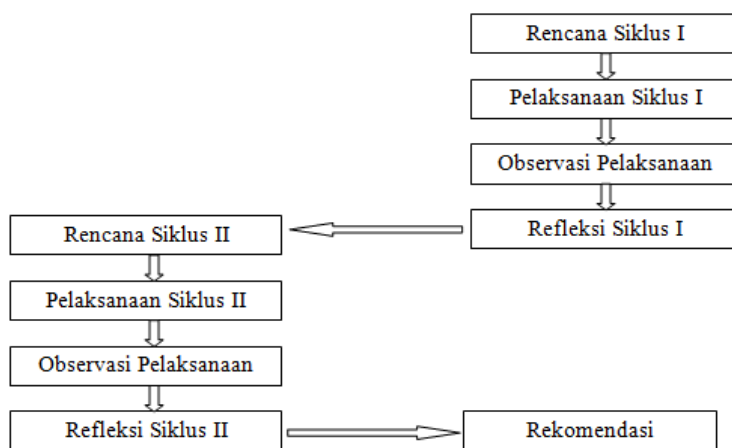 Rencana Siklus I
Pelaksanaan Siklus I
Observasi Pelaksanaan
Refleksi Siklus I
Rencana Siklus II
Pelaksanaan Siklus II
Observasi Pelaksanaan
Refleksi Siklus II
Rekomendasi